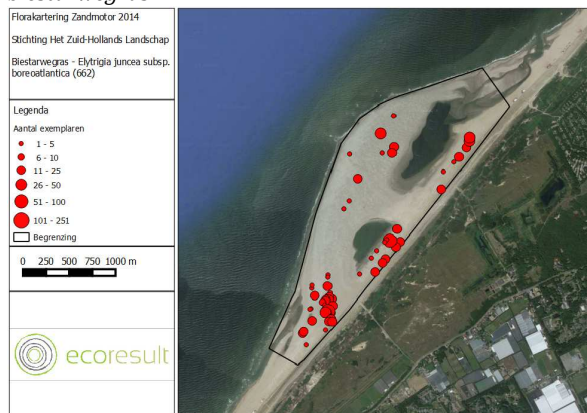 Florakartering Zandmotor 2014
Stichting Het Zuid-Hollands Landschap
Biestarwegras - Elytrigia juncea subsp.
boreoatlantica (662)
Legenda
Aantal exemplaren
1 - 5
6 - 10
11 - 25
26 - 50
51 - 100
101 - 251
Begrenzing
0 250 500 750 1000 m
ecoresult